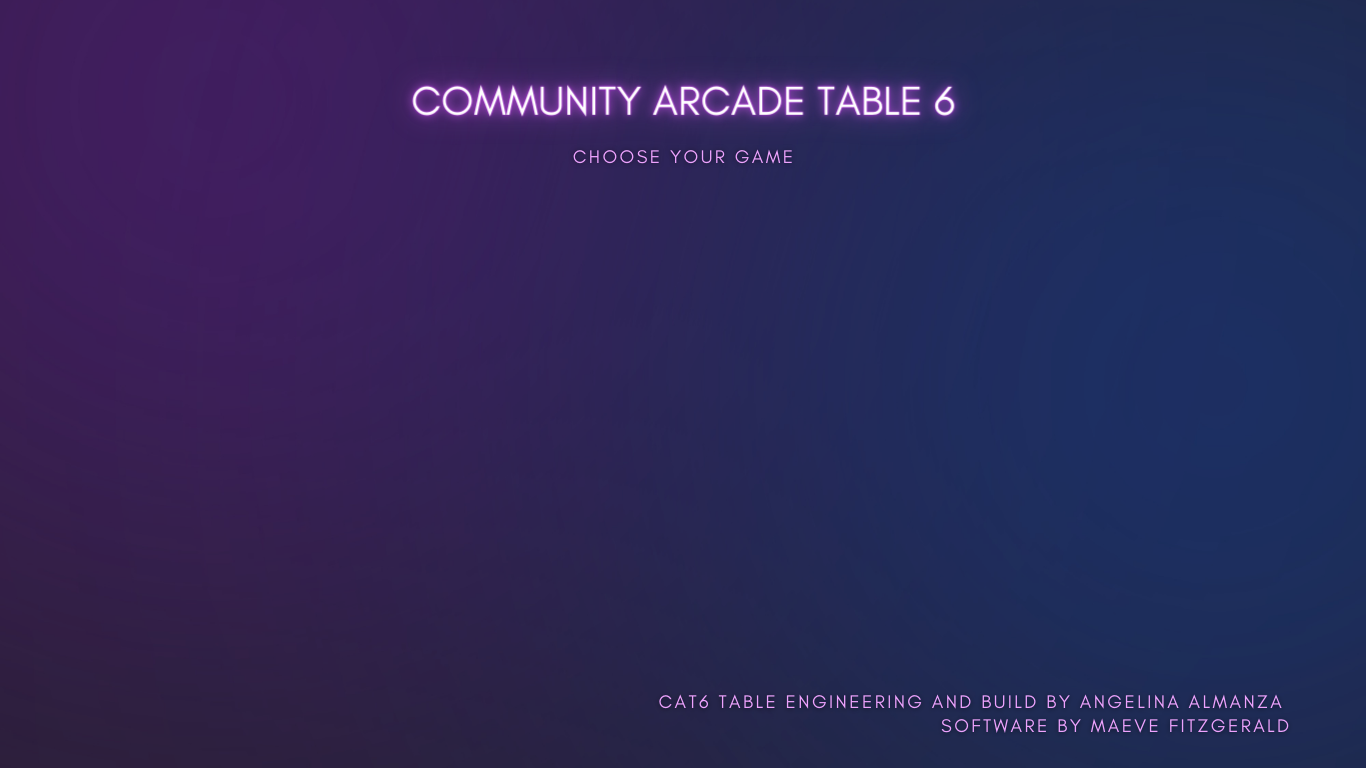 COMMUNITY ARCADE TABLE 6
CHOOSE YOUR GAME
CAT6 TABLE ENGINEERING AND BUILD BY ANGELINA ALMANZA
SOFTWARE BY MAEVE FITZGERALD